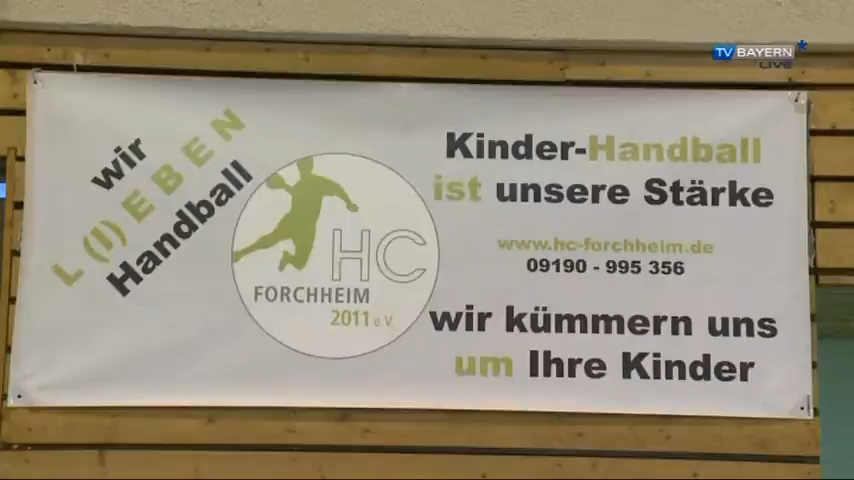 TV BAYERN
LIVE
wir
L (I) EBEN
Handball
HC
FORCHHEIM
2011 e V.
Kinder-Handball
ist unsere Stärke
www.hc-forchheim.de
09190 - 995 356
wir kümmern uns
um Ihre Kinder